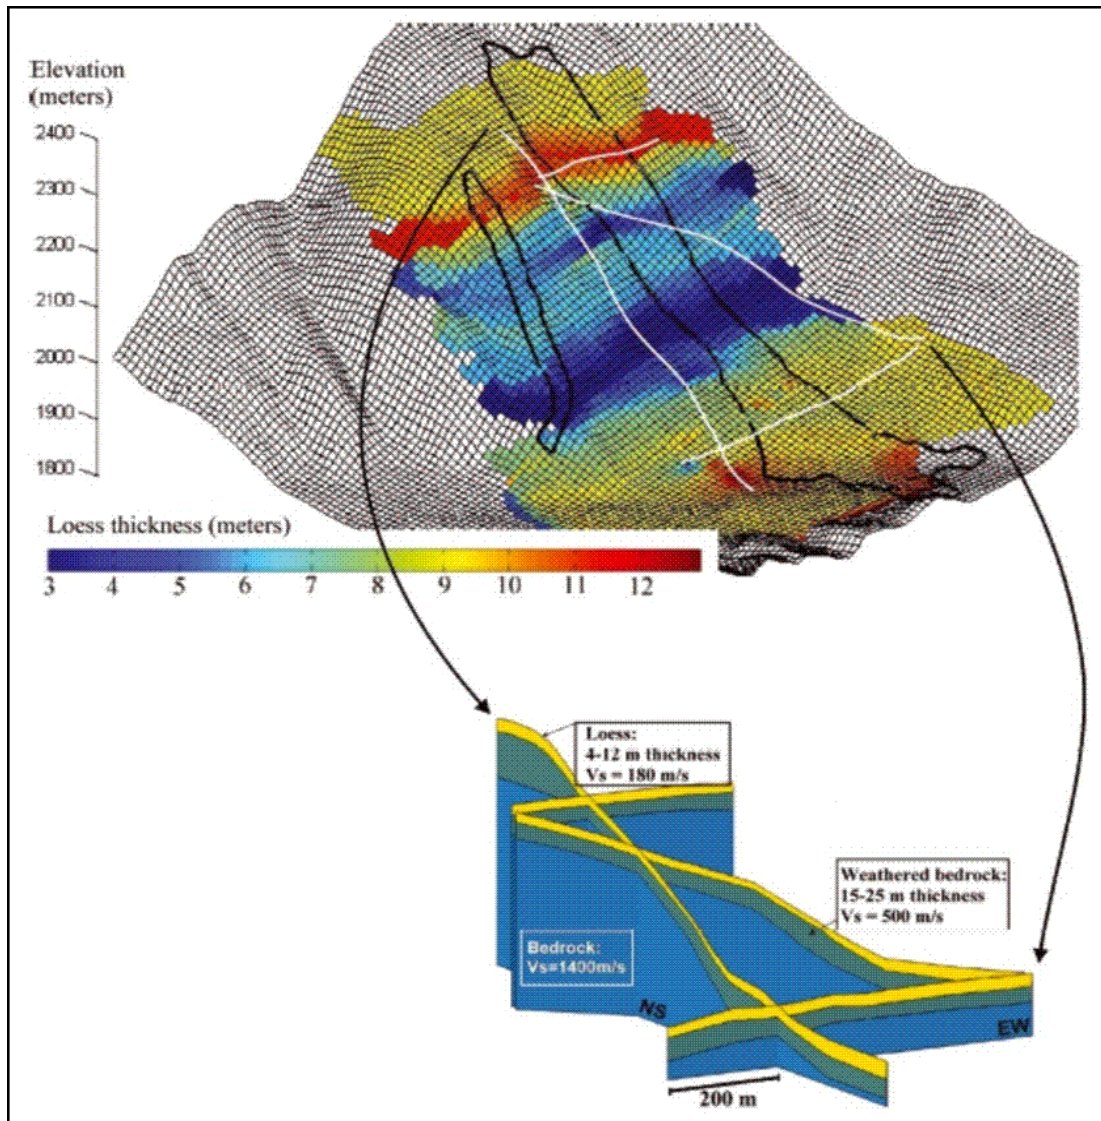 Elevation
(meters)
2400
2300
2200
2100
2000
1900
1800
Loess thickness (meters)
3 4 5 6 7 8 9 10 11 12
Loess:
4-12 m thickness
Vs = 180 m/s
Weathered bedrock:
15-25 m thickness
Vs = 500 m/s
Bedrock:
Vs=1400m/s
NS
EW
200 m